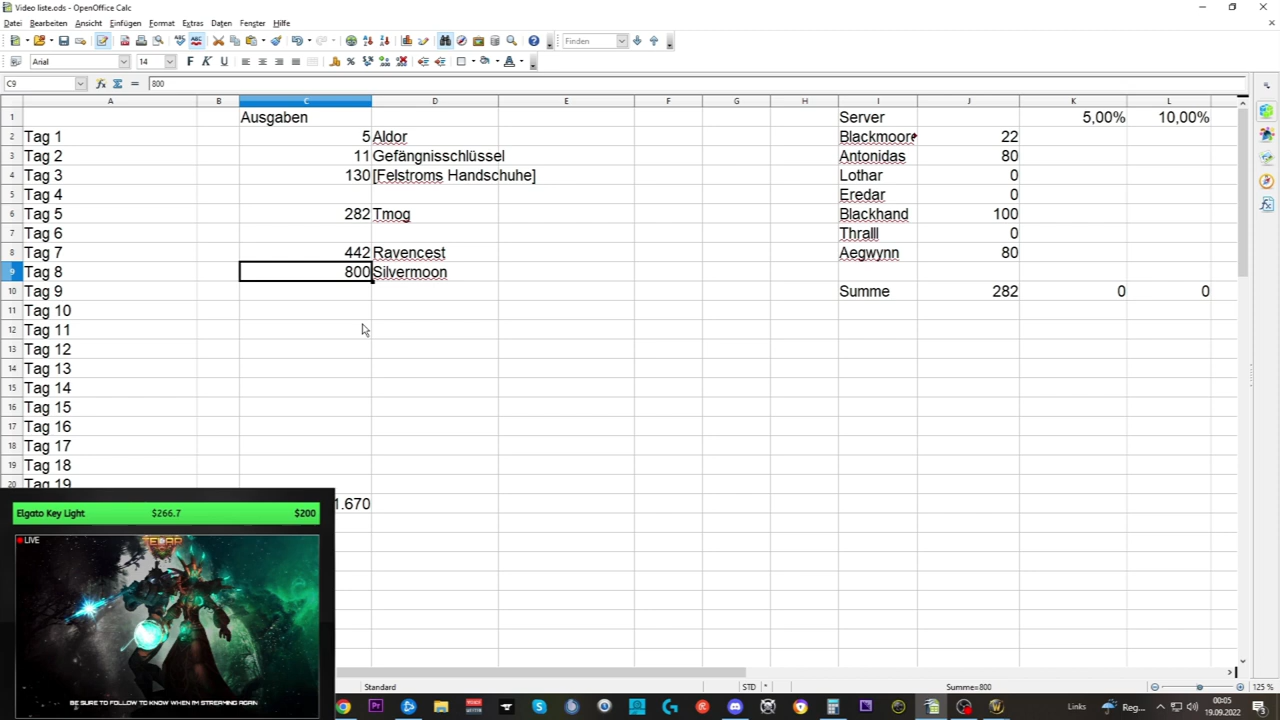 Video liste.ods - OpenOffice Calc
Datei Bearbeiten Ansicht Einfügen Format Extras Daten Fenster Hilfe
Finden
Arial 14
C9 800
A B C D E F G H I J K L
1 Ausgaben Server 5,00% 10,00%
2 Tag 1 5 Aldor Blackmoore 22
3 Tag 2 11 Gefängnisschlüssel Antonidas 80
4 Tag 3 130 [Felstroms Handschuhe] Lothar 0
5 Tag 4 Eredar 0
6 Tag 5 282 Tmog Blackhand 100
7 Tag 6 Thralll 0
8 Tag 7 442 Ravencest Aegwynn 80
9 Tag 8 800 Silvermoon
10 Tag 9 Summe 282 0 0
11 Tag 10
12 Tag 11
13 Tag 12
14 Tag 13
15 Tag 14
16 Tag 15
17 Tag 16
18 Tag 17
19 Tag 18
20 Tag 19
1.670
Elgato Key Light $266.7 $200
LIVE
BE SURE TO FOLLOW TO KNOW WHEN I'M STREAMING AGAIN
Standard STD * Summe=800 125 %
Links Reg... 00:05
19.09.2022